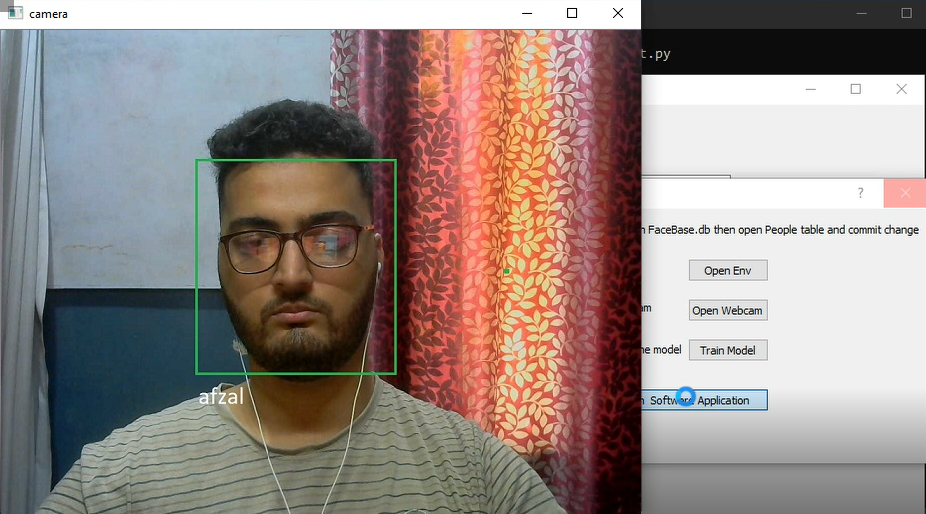 camera
afzal
t.py
?
FaceBase.db then open People table and commit change
Open Env
Open Webcam
model
Train Model
Software Application